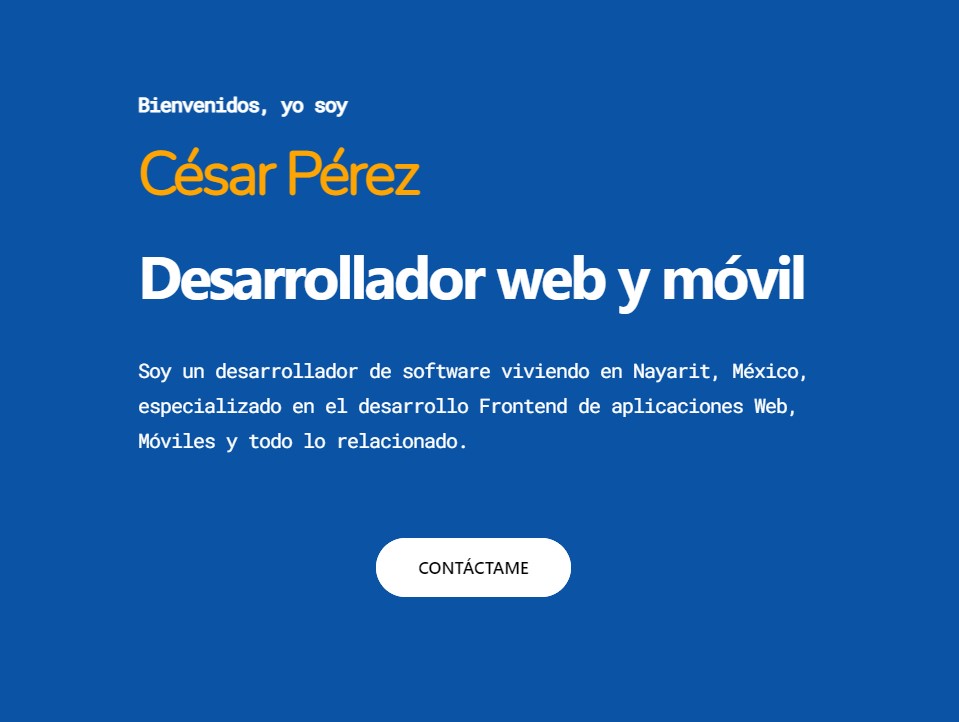 Bienvenidos, yo soy
César Pérez
Desarrollador web y móvil
Soy un desarrollador de software viviendo en Nayarit, México,
especializado en el desarrollo Frontend de aplicaciones Web,
Móviles y todo lo relacionado.
CONTÁCTAME